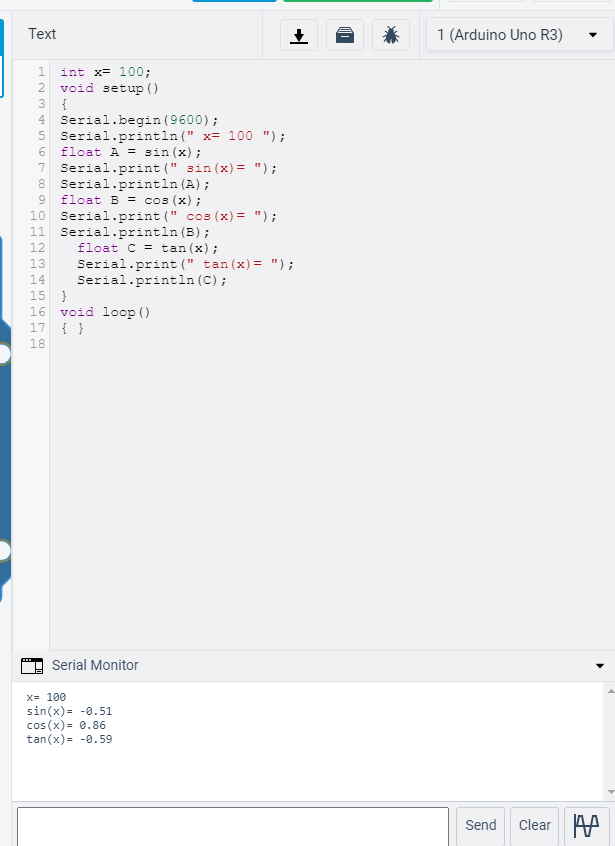 Text
1 (Arduino Uno R3)
1 int x= 100;
2 void setup()
3 {
4 Serial.begin(9600);
5 Serial.println(" x= 100 ");
6 float A = sin(x);
7 Serial.print(" sin(x)= ");
8 Serial.println(A);
9 float B = cos(x);
10 Serial.print(" cos(x)= ");
11 Serial.println(B);
12   float C = tan(x);
13   Serial.print(" tan(x)= ");
14   Serial.println(C);
15 }
16 void loop()
17 { }
18
Serial Monitor
x= 100
sin(x)= -0.51
cos(x)= 0.86
tan(x)= -0.59
Send
Clear